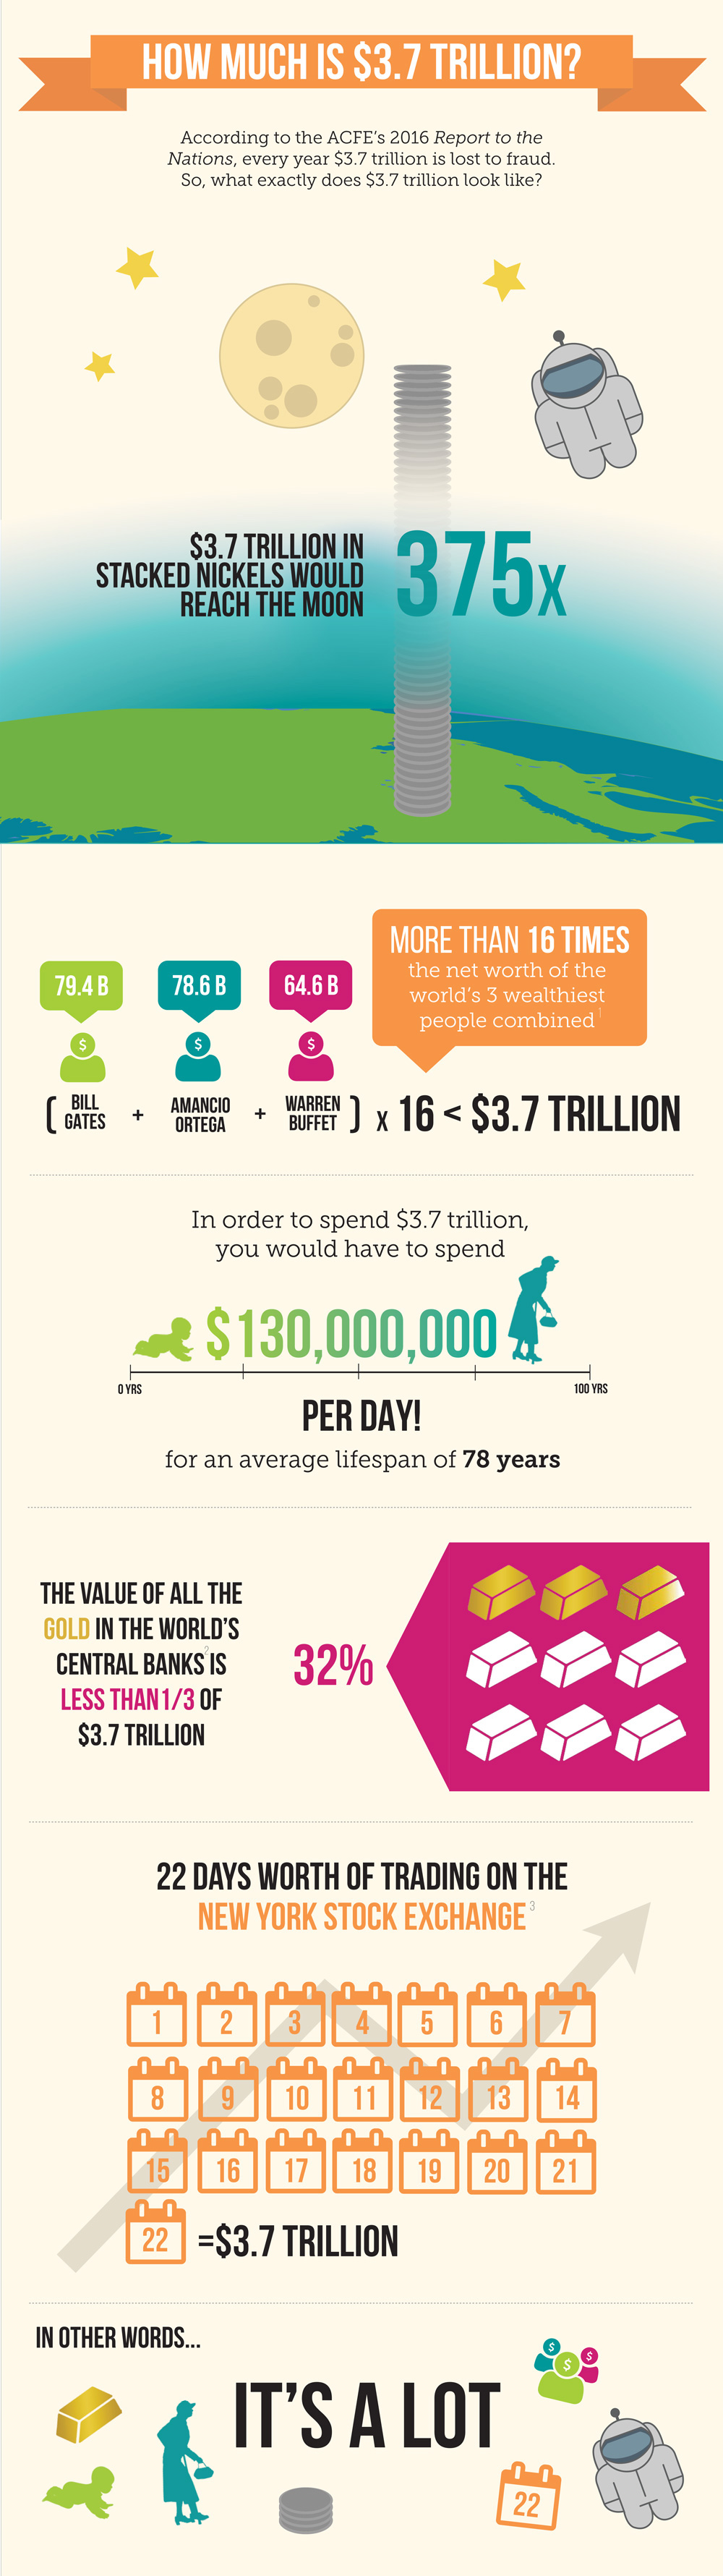 HOW MUCH IS $3.7 TRILLION?
According to the ACFE's 2016 Report to the
Nations, every year $3.7 trillion is lost to fraud.
So, what exactly does $3.7 trillion look like?
$3.7 TRILLION IN
STACKED NICKELS WOULD
REACH THE MOON
375x
79.4 B
78.6 B
64.6 B
MORE THAN 16 TIMES
the net worth of the
world's 3 wealthiest
people combined 1
$ $ $
( BILL GATES + AMANCIO ORTEGA + WARREN BUFFET ) x 16 < $3.7 TRILLION
In order to spend $3.7 trillion,
you would have to spend
$130,000,000
0 YRS
100 YRS
PER DAY!
for an average lifespan of 78 years
THE VALUE OF ALL THE
GOLD IN THE WORLD'S
CENTRAL BANKS 2 IS
LESS THAN 1/3 OF
$3.7 TRILLION
32%
22 DAYS WORTH OF TRADING ON THE
NEW YORK STOCK EXCHANGE 3
1 2 3 4 5 6 7
8 9 10 11 12 13 14
15 16 17 18 19 20 21
22 =$3.7 TRILLION
IN OTHER WORDS...
$ $ $
IT'S A LOT
22